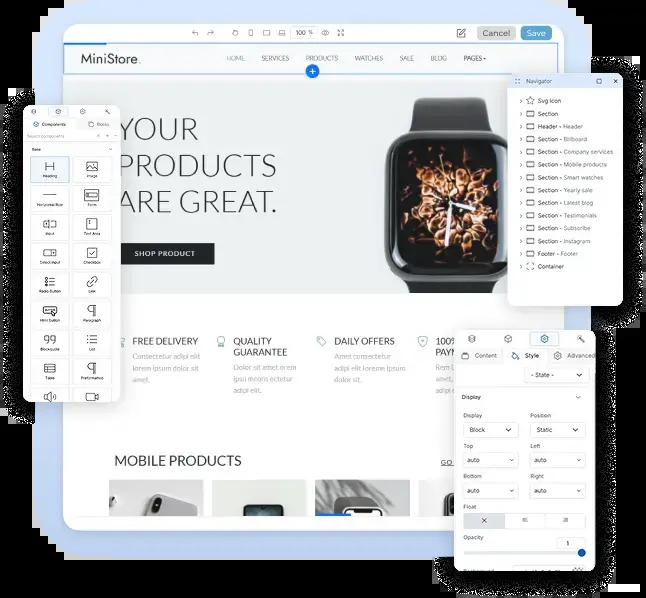 100 %
Cancel
Save
MiniStore.
HOME
SERVICES
PRODUCTS
WATCHES
SALE
BLOG
PAGES
YOUR
PRODUCTS
ARE GREAT.
SHOP PRODUCT
FREE DELIVERY
Consectetur adipi elit
lorem ipsum dolor sit
amet.
QUALITY
GUARANTEE
Dolor sit amet orem
ipsu mcons ectetur
adipi elit.
DAILY OFFERS
Amet consectetur
adipi elit loreme ipsum
dolor sit.
100%
MOBILE PRODUCTS
GO
Components
Blocks
Search components
Base
Heading
Image
Horizontal Rule
Form
Input
Text Area
Select Input
Checkbox
Radio Button
Link
Html Button
Paragraph
Blockquote
List
Table
Preformatted
Navigator
Svg Icon
Section
Header • Header
Section • Billboard
Section • Company services
Section • Mobile products
Section • Smart watches
Section • Yearly sale
Section • Latest blog
Section • Testimonials
Section • Subscribe
Section • Instagram
Footer • Footer
Container
Content
Style
Advanced
- State -
Display
Display
Position
Block
Static
Top
Left
auto
auto
Bottom
Right
auto
auto
Float
Opacity
1